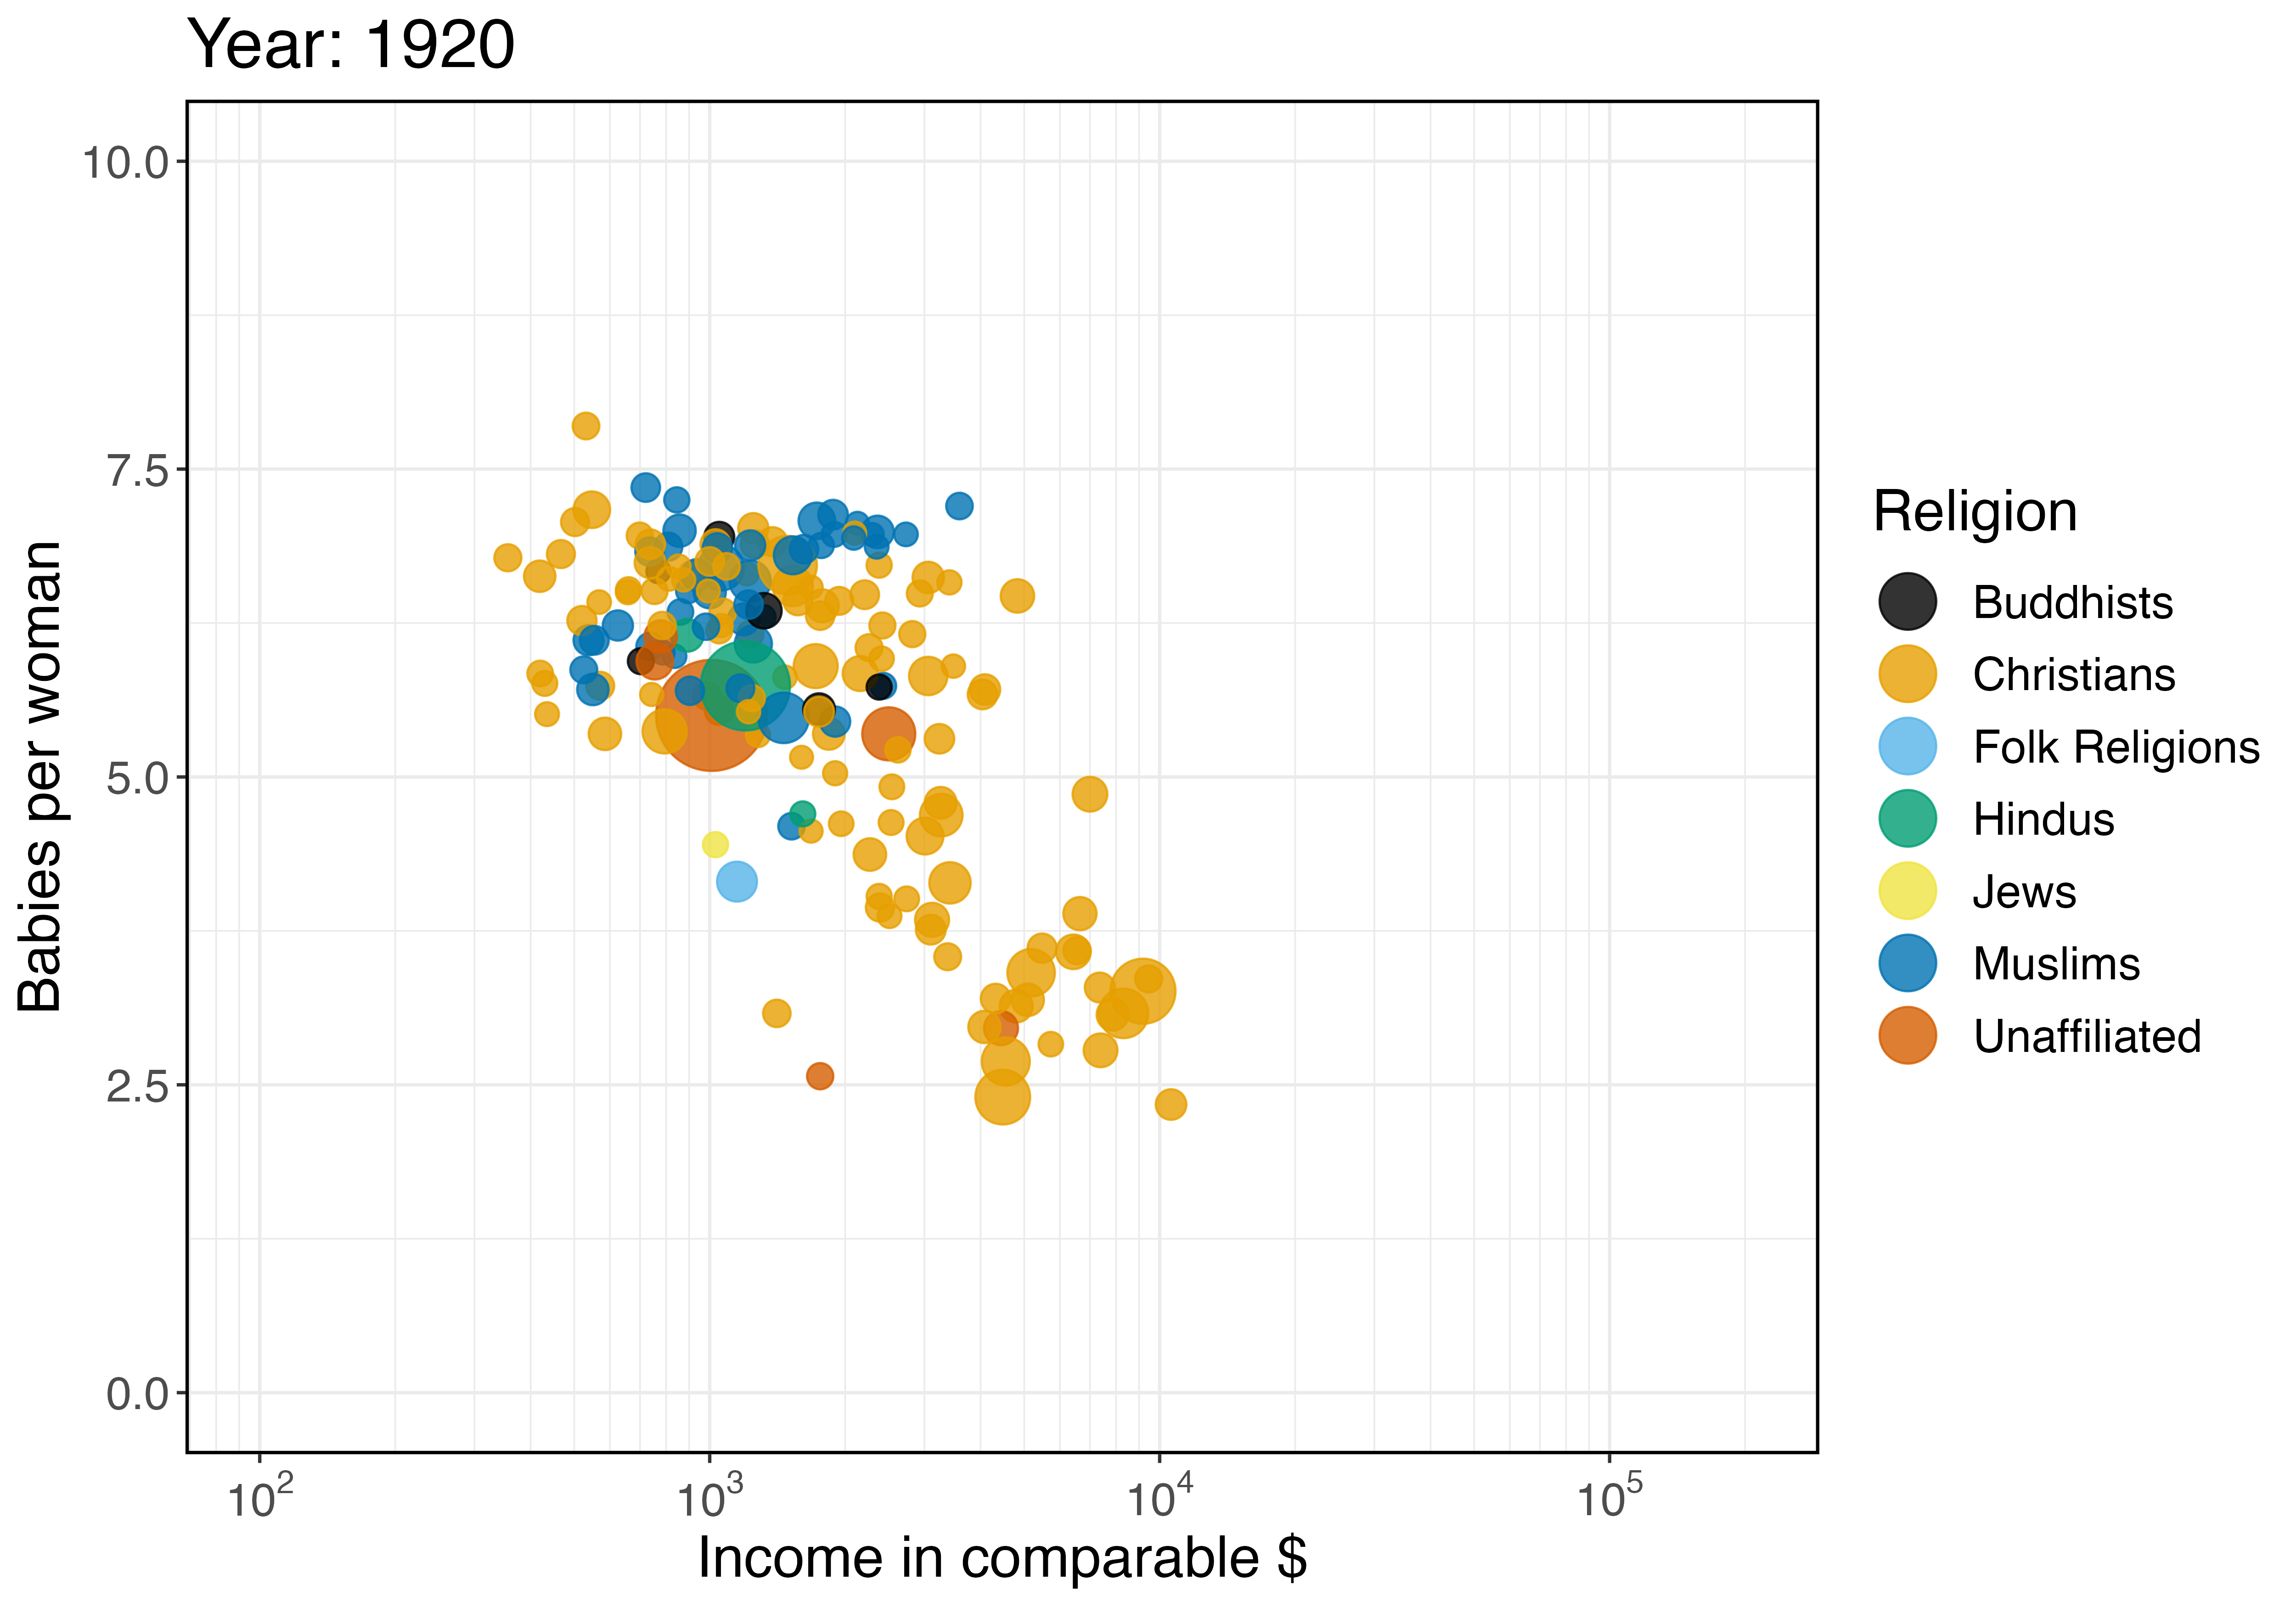 Year: 1920
10.0
7.5
5.0
2.5
0.0
Babies per woman
10²
10³
10⁴
10⁵
Income in comparable $
Religion
Buddhists
Christians
Folk Religions
Hindus
Jews
Muslims
Unaffiliated